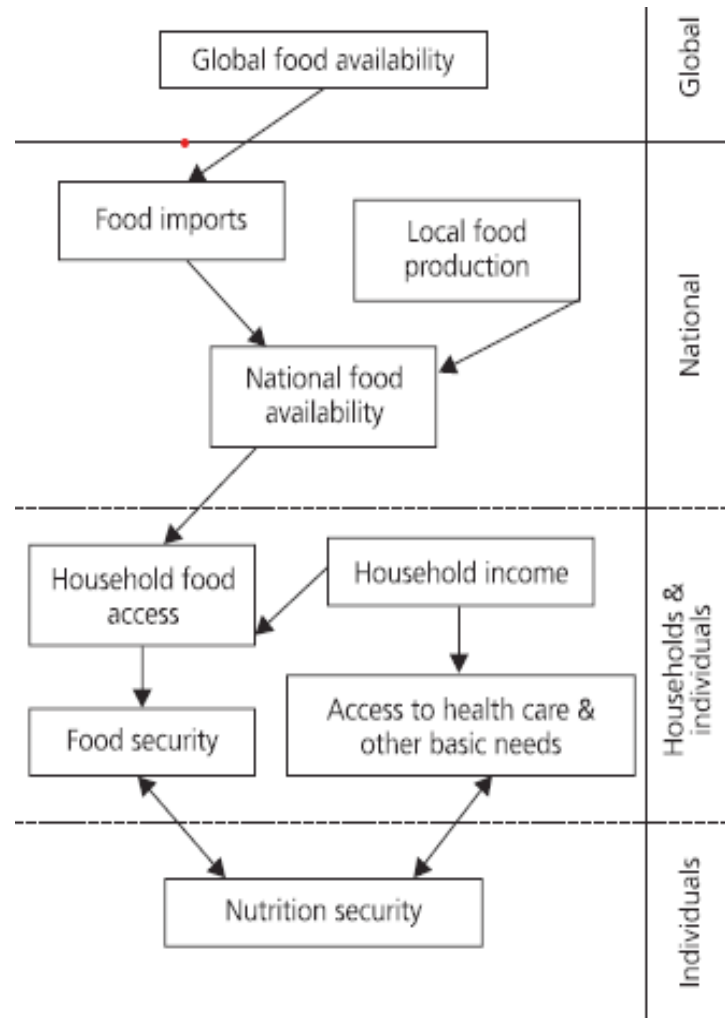 Global food availability
Global
Food imports
Local food
production
National food
availability
National
Household food
access
Household income
Food security
Access to health care &
other basic needs
Households &
individuals
Nutrition security
Individuals